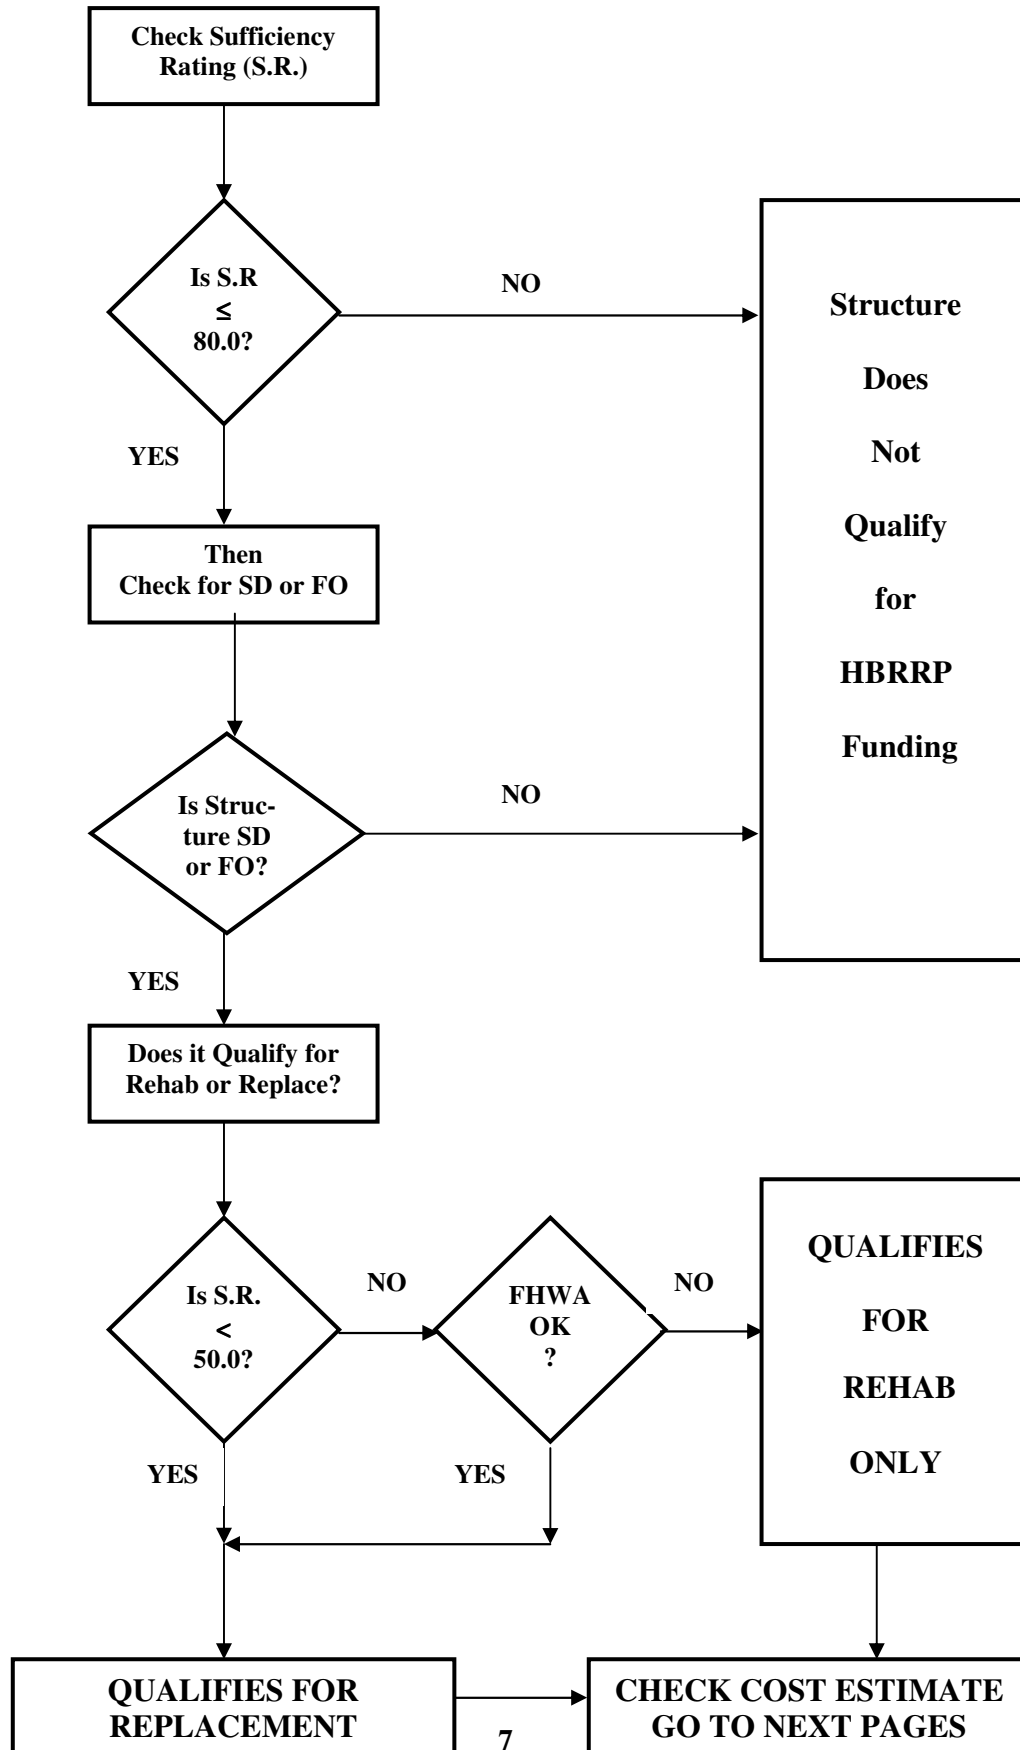 Check Sufficiency
Rating (S.R.)
Is S.R
≤
80.0?
NO
YES
Structure
Does
Not
Qualify
for
HBRRP
Funding
Then
Check for SD or FO
Is Struc-
ture SD
or FO?
NO
YES
Does it Qualify for
Rehab or Replace?
Is S.R.
<
50.0?
NO
YES
FHWA
OK
?
NO
YES
QUALIFIES
FOR
REHAB
ONLY
QUALIFIES FOR
REPLACEMENT
CHECK COST ESTIMATE
GO TO NEXT PAGES
7